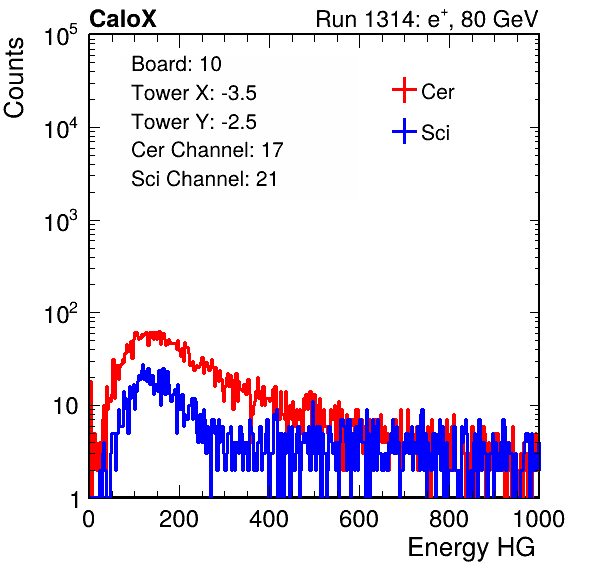 CaloX Run 1314: e⁺, 80 GeV
Counts
Board: 10
Tower X: -3.5
Tower Y: -2.5
Cer Channel: 17
Sci Channel: 21
Cer
Sci
10⁵
10⁴
10³
10²
10
1
0 200 400 600 800 1000
Energy HG